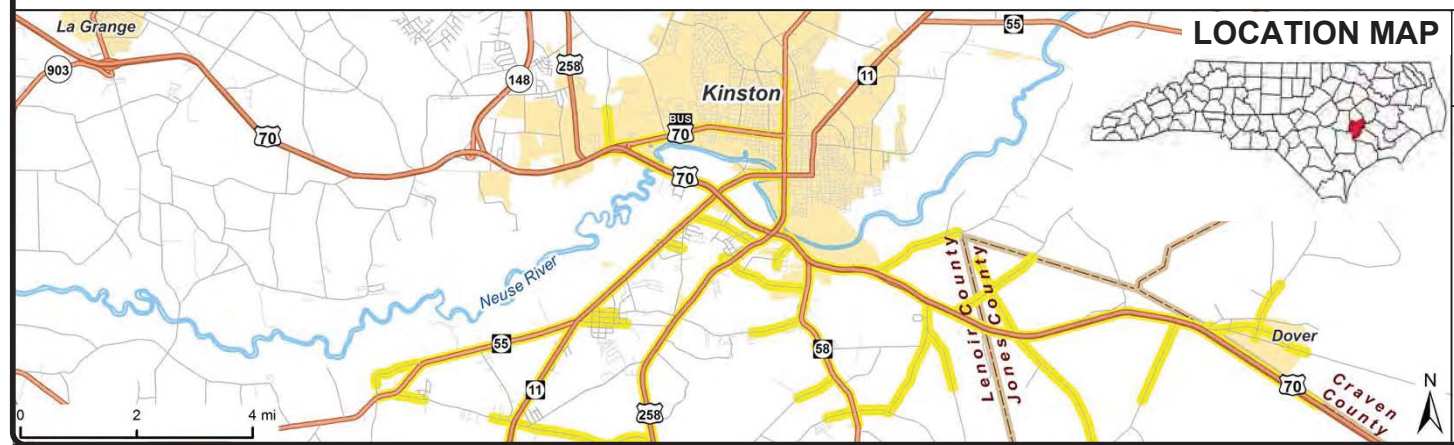 La Grange
903
70
148
258
BUS
70
Kinston
11
55
LOCATION MAP
70
Neuse River
55
11
258
58
Lenoir County
Jones County
Dover
70
Craven
County
0 2 4 mi
N